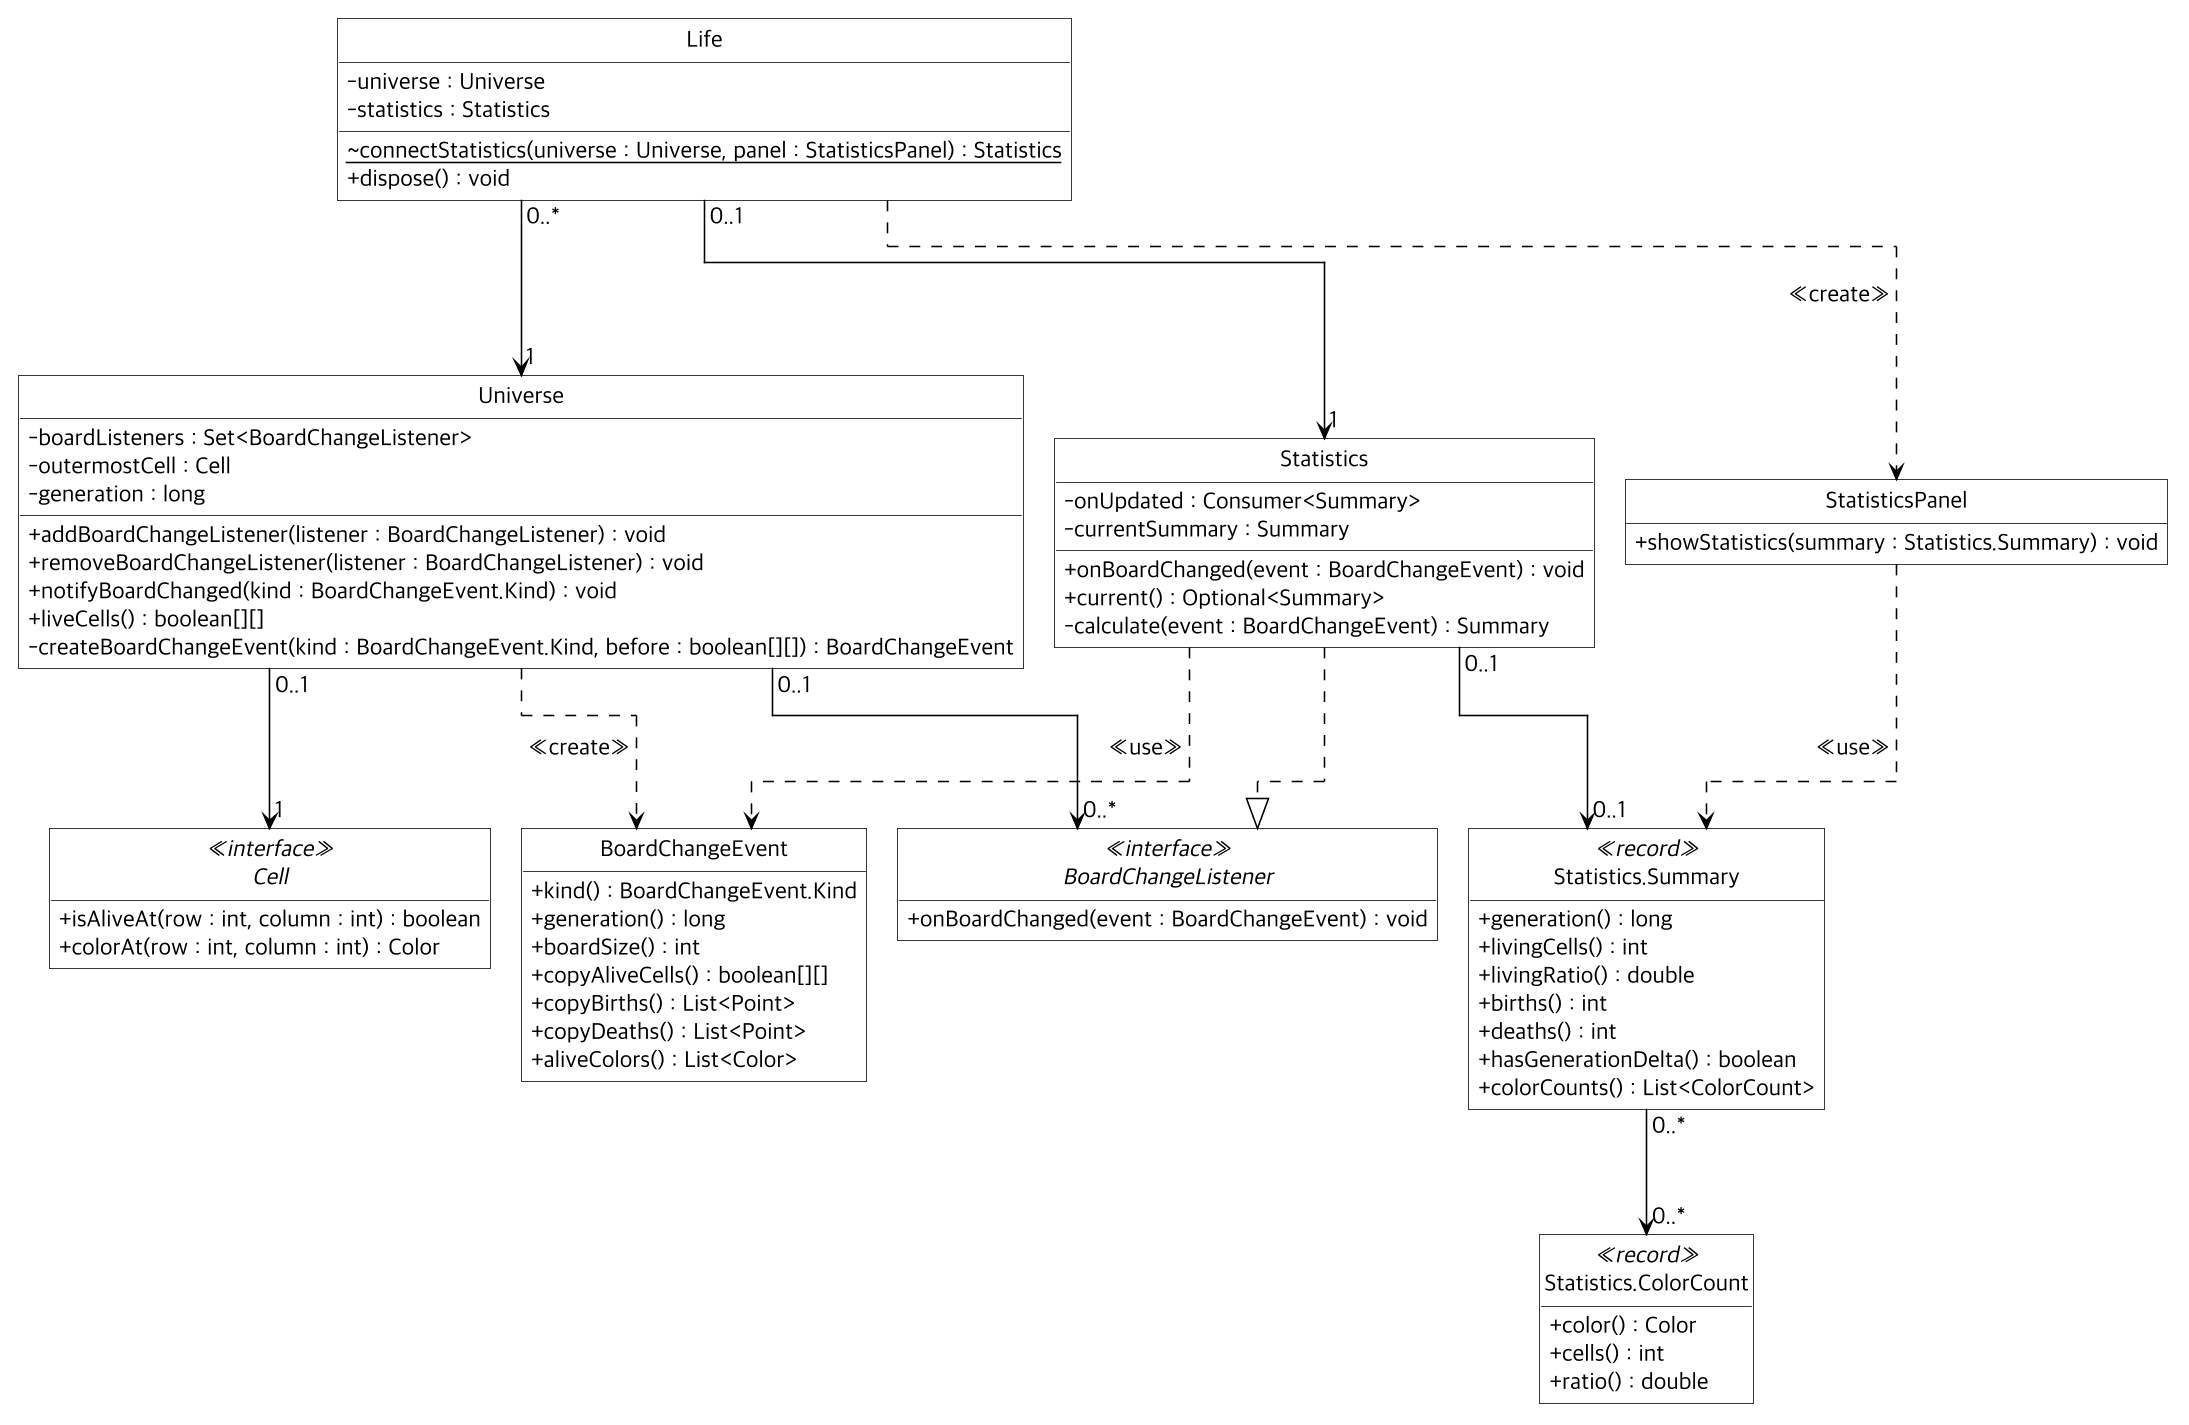 Life
-universe : Universe
-statistics : Statistics
~connectStatistics(universe : Universe, panel : StatisticsPanel) : Statistics
+dispose() : void
0..*
0..1
≪create≫
1
1
Universe
-boardListeners : Set<BoardChangeListener>
-outermostCell : Cell
-generation : long
+addBoardChangeListener(listener : BoardChangeListener) : void
+removeBoardChangeListener(listener : BoardChangeListener) : void
+notifyBoardChanged(kind : BoardChangeEvent.Kind) : void
+liveCells() : boolean[][]
-createBoardChangeEvent(kind : BoardChangeEvent.Kind, before : boolean[][]) : BoardChangeEvent
Statistics
-onUpdated : Consumer<Summary>
-currentSummary : Summary
+onBoardChanged(event : BoardChangeEvent) : void
+current() : Optional<Summary>
-calculate(event : BoardChangeEvent) : Summary
StatisticsPanel
+showStatistics(summary : Statistics.Summary) : void
0..1
0..1
0..1
≪create≫
≪use≫
≪use≫
1
0..*
0..1
≪interface≫
Cell
+isAliveAt(row : int, column : int) : boolean
+colorAt(row : int, column : int) : Color
BoardChangeEvent
+kind() : BoardChangeEvent.Kind
+generation() : long
+boardSize() : int
+copyAliveCells() : boolean[][]
+copyBirths() : List<Point>
+copyDeaths() : List<Point>
+aliveColors() : List<Color>
≪interface≫
BoardChangeListener
+onBoardChanged(event : BoardChangeEvent) : void
≪record≫
Statistics.Summary
+generation() : long
+livingCells() : int
+livingRatio() : double
+births() : int
+deaths() : int
+hasGenerationDelta() : boolean
+colorCounts() : List<ColorCount>
0..*
0..*
≪record≫
Statistics.ColorCount
+color() : Color
+cells() : int
+ratio() : double